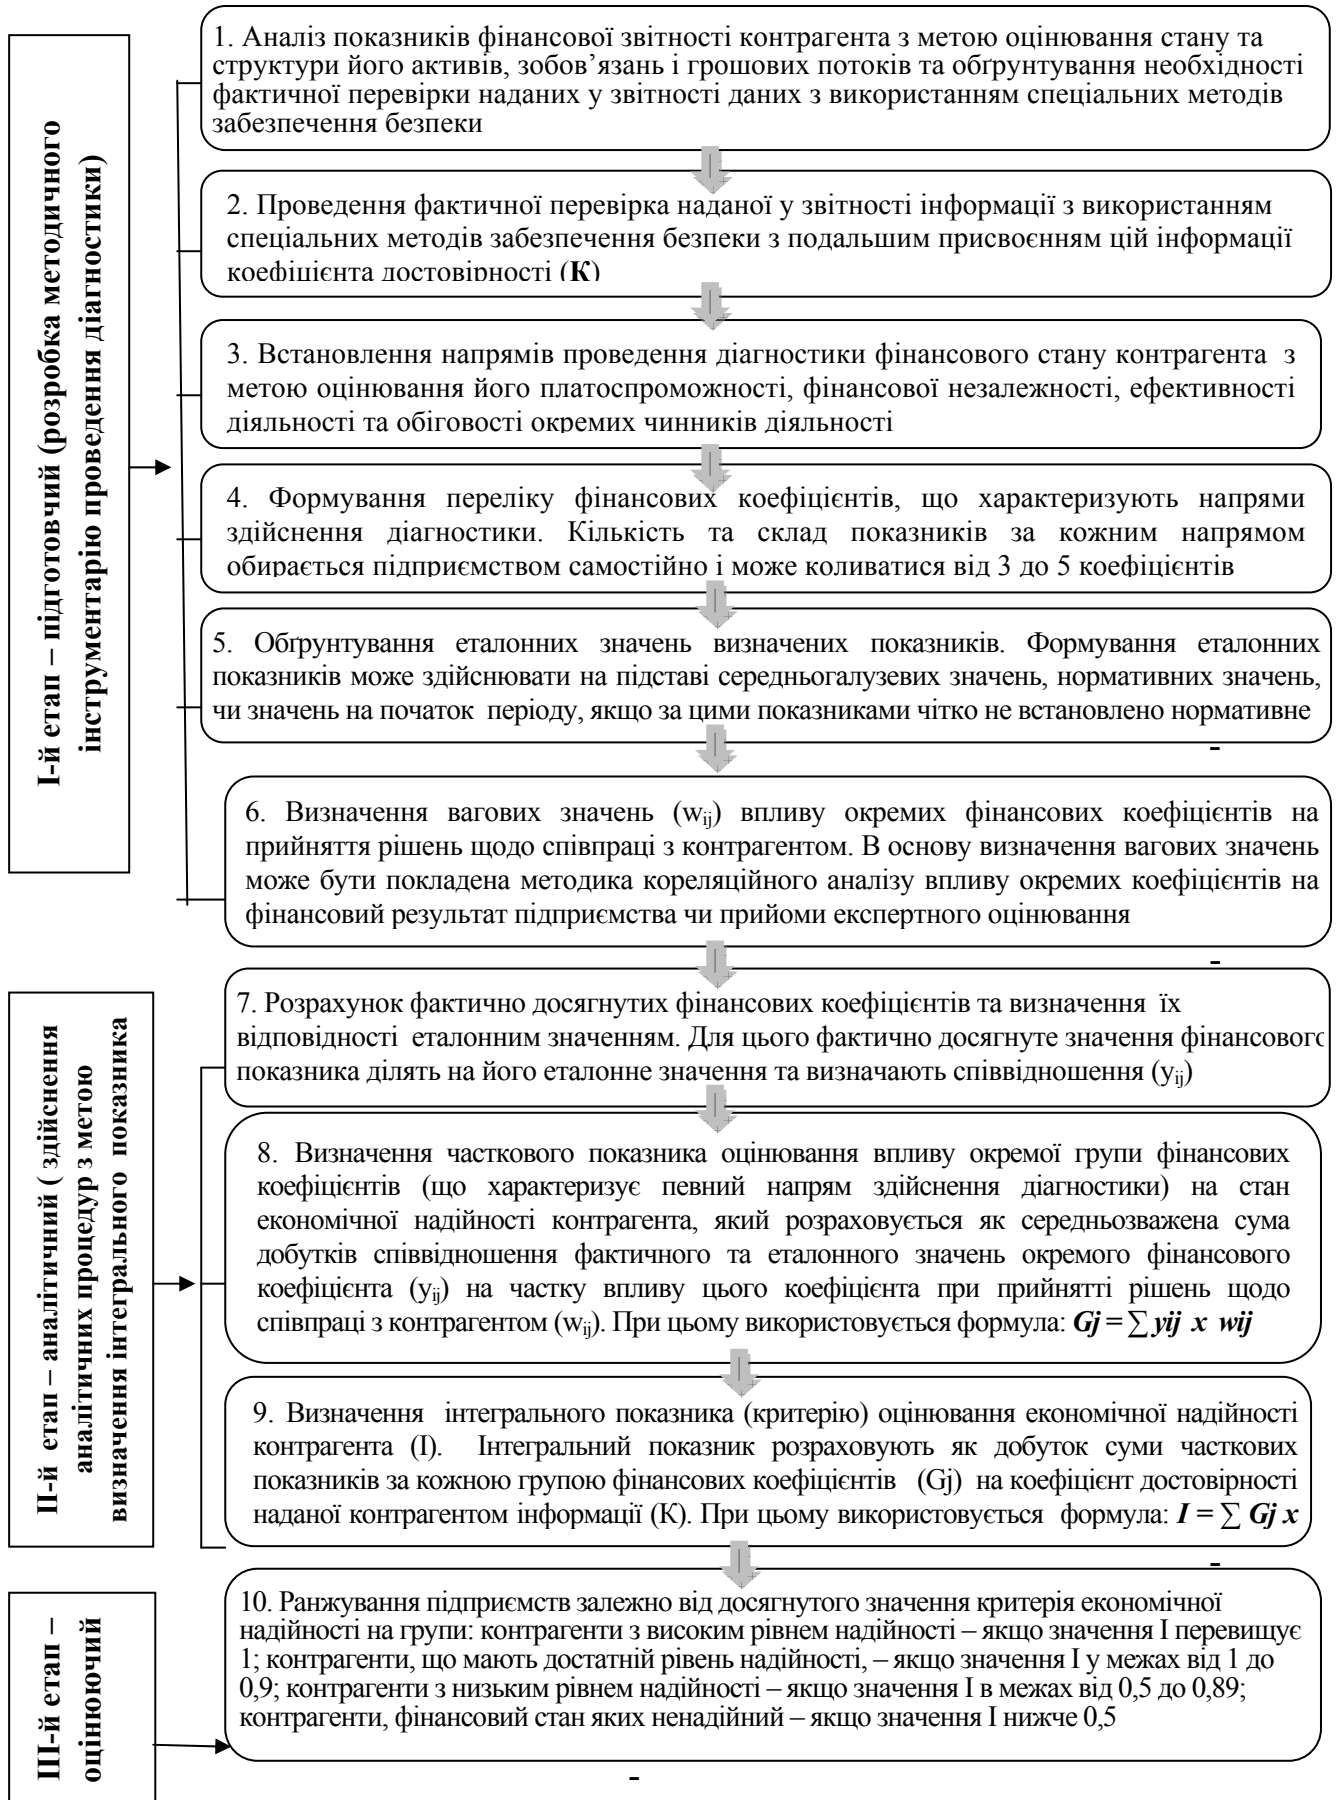 І-й етап – підготовчий (розробка методичного
інструментарію проведення діагностики)
1. Аналіз показників фінансової звітності контрагента з метою оцінювання стану та
структури його активів, зобов’язань і грошових потоків та обґрунтування необхідності
фактичної перевірки наданих у звітності даних з використанням спеціальних методів
забезпечення безпеки
2. Проведення фактичної перевірка наданої у звітності інформації з використанням
спеціальних методів забезпечення безпеки з подальшим присвоєнням цій інформації
коефіцієнта достовірності (К)
3. Встановлення напрямів проведення діагностики фінансового стану контрагента з
метою оцінювання його платоспроможності, фінансової незалежності, ефективності
діяльності та обіговості окремих чинників діяльності
4. Формування переліку фінансових коефіцієнтів, що характеризують напрями
здійснення діагностики. Кількість та склад показників за кожним напрямом
обирається підприємством самостійно і може коливатися від 3 до 5 коефіцієнтів
5. Обґрунтування еталонних значень визначених показників. Формування еталонних
показників може здійснювати на підставі середньогалузевих значень, нормативних значень,
чи значень на початок періоду, якщо за цими показниками чітко не встановлено нормативне
6. Визначення вагових значень (wij) впливу окремих фінансових коефіцієнтів на
прийняття рішень щодо співпраці з контрагентом. В основу визначення вагових значень
може бути покладена методика кореляційного аналізу впливу окремих коефіцієнтів на
фінансовий результат підприємства чи прийоми експертного оцінювання
ІІ-й етап – аналітичний ( здійснення
аналітичних процедур з метою
визначення інтегрального показника
7. Розрахунок фактично досягнутих фінансових коефіцієнтів та визначення їх
відповідності еталонним значенням. Для цього фактично досягнуте значення фінансового
показника ділять на його еталонне значення та визначають співвідношення (yij)
8. Визначення часткового показника оцінювання впливу окремої групи фінансових
коефіцієнтів (що характеризує певний напрям здійснення діагностики) на стан
економічної надійності контрагента, який розраховується як середньозважена сума
добутків співвідношення фактичного та еталонного значень окремого фінансового
коефіцієнта (yij) на частку впливу цього коефіцієнта при прийнятті рішень щодо
співпраці з контрагентом (wij). При цьому використовується формула: Gj = ∑ yij x wij
9. Визначення інтегрального показника (критерію) оцінювання економічної надійності
контрагента (І). Інтегральний показник розраховують як добуток суми часткових
показників за кожною групою фінансових коефіцієнтів (Gj) на коефіцієнт достовірності
наданої контрагентом інформації (К). При цьому використовується формула: I = ∑ Gj x
ІІІ-й етап –
оцінюючий
10. Ранжування підприємств залежно від досягнутого значення критерія економічної
надійності на групи: контрагенти з високим рівнем надійності – якщо значення І перевищує
1; контрагенти, що мають достатній рівень надійності, – якщо значення І у межах від 1 до
0,9; контрагенти з низьким рівнем надійності – якщо значення І в межах від 0,5 до 0,89;
контрагенти, фінансовий стан яких ненадійний – якщо значення І нижче 0,5